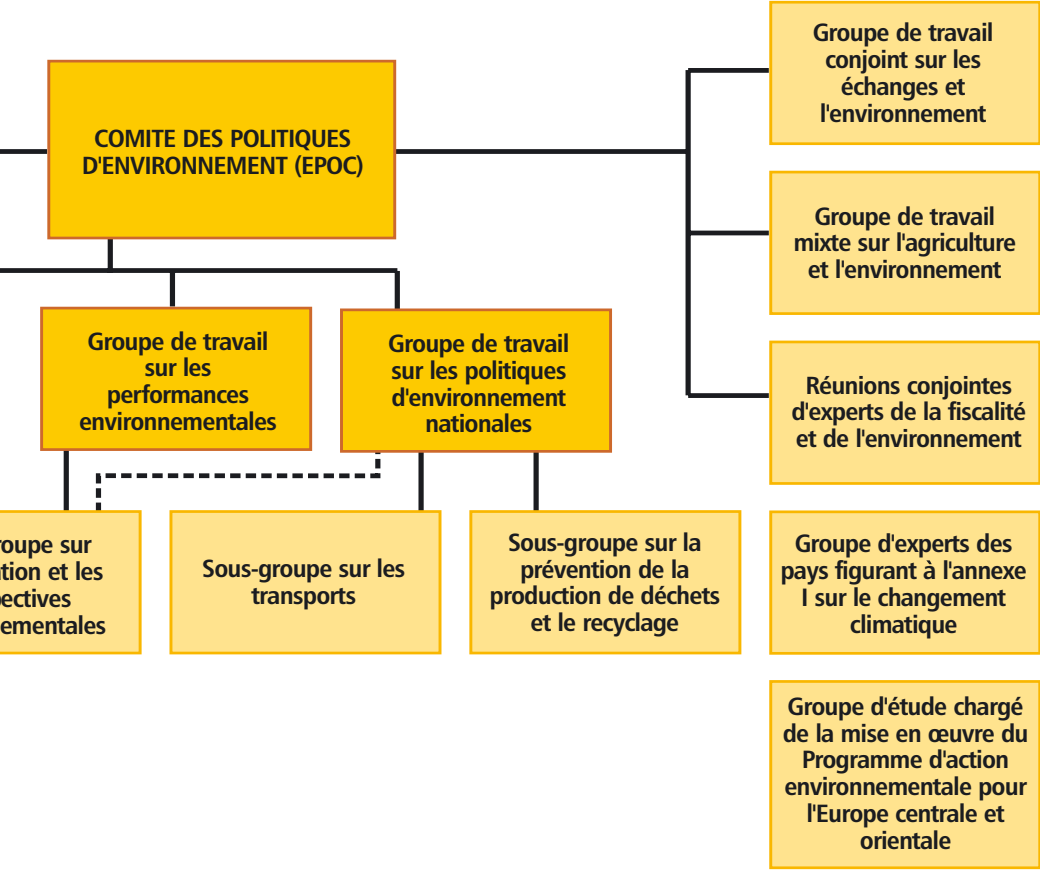 COMITE DES POLITIQUES
D'ENVIRONNEMENT (EPOC)
Groupe de travail
conjoint sur les
échanges et
l'environnement
Groupe de travail
mixte sur l'agriculture
et l'environnement
Réunions conjointes
d'experts de la fiscalité
et de l'environnement
Groupe de travail
sur les
performances
environnementales
Groupe de travail
sur les politiques
d'environnement
nationales
sur
et les
Sous-groupe sur les
transports
Sous-groupe sur la
prévention de la
production de déchets
et le recyclage
Groupe d'experts des
pays figurant à l'annexe
I sur le changement
climatique
Groupe d'étude chargé
de la mise en œuvre du
Programme d'action
environnementale pour
l'Europe centrale et
orientale